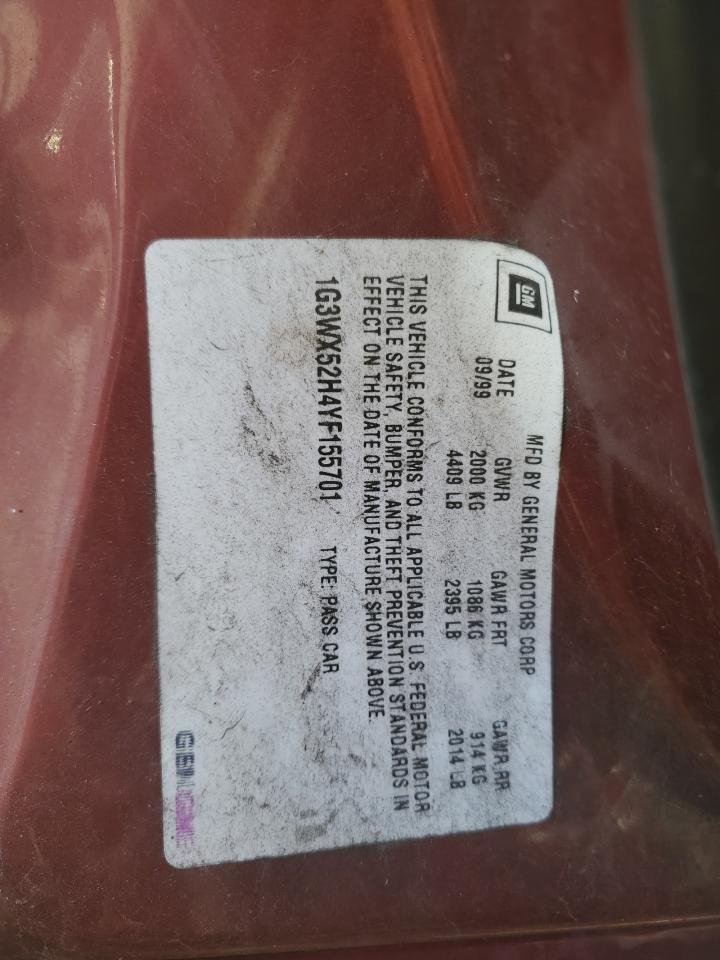 GM
MFD BY GENERAL MOTORS CORP
DATE GVWR GAWR FRT GAWR RR
09/99 2000 KG 1086 KG 914 KG
4409 LB 2395 LB 2014 LB
THIS VEHICLE CONFORMS TO ALL APPLICABLE U.S. FEDERAL MOTOR
VEHICLE SAFETY, BUMPER, AND THEFT PREVENTION STANDARDS IN
EFFECT ON THE DATE OF MANUFACTURE SHOWN ABOVE.
1G3WX52H4YF155701 TYPE: PASS CAR